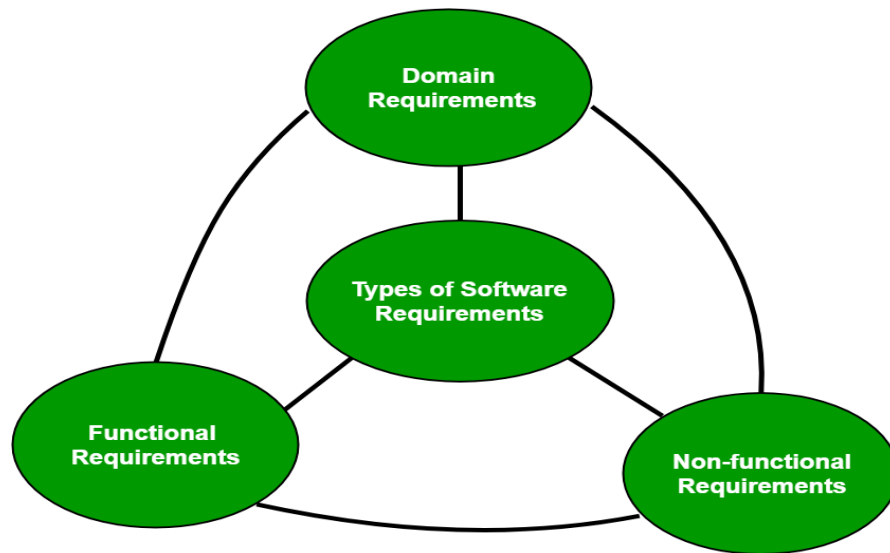 Domain
Requirements
Types of Software
Requirements
Functional
Requirements
Non-functional
Requirements